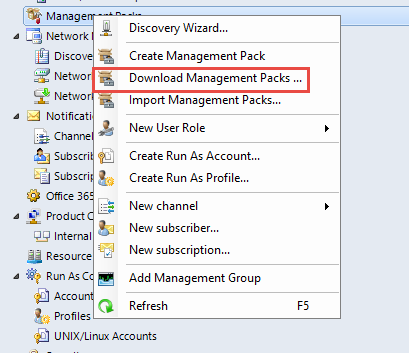 Management Packs
Discovery Wizard...
Network
Create Management Pack
Discove
Download Management Packs ...
Networ
Import Management Packs...
Networ
Notificatio
New User Role
Channel
Subscrib
Create Run As Account...
Subscrip
Create Run As Profile...
Office 365
New channel
Product C
New subscriber...
Internal
New subscription...
Resource
Run As Co
Add Management Group
Account
Refresh F5
Profiles
UNIX/Linux Accounts